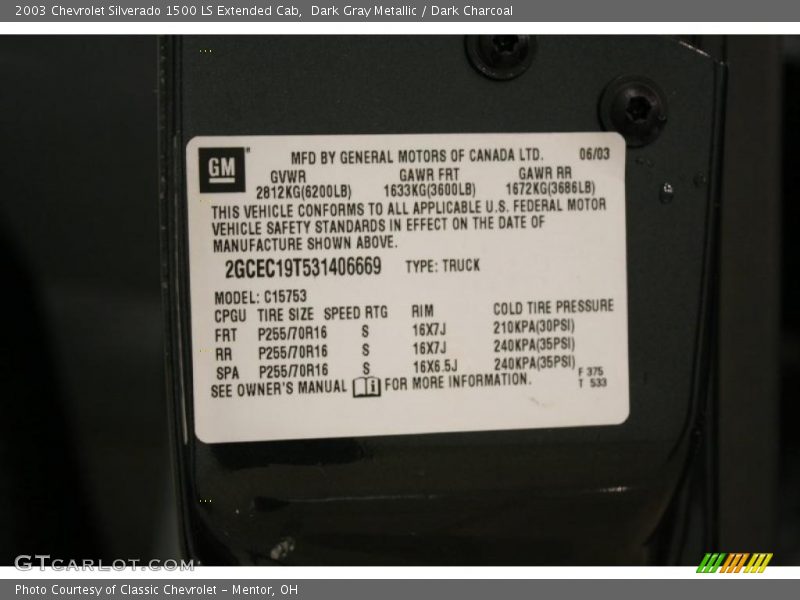 2003 Chevrolet Silverado 1500 LS Extended Cab,  Dark Gray Metallic / Dark Charcoal
GM
MFD BY GENERAL MOTORS OF CANADA LTD. 06/03
GVWR GAWR FRT GAWR RR
2812KG(6200LB) 1633KG(3600LB) 1672KG(3686LB)
THIS VEHICLE CONFORMS TO ALL APPLICABLE U.S. FEDERAL MOTOR
VEHICLE SAFETY STANDARDS IN EFFECT ON THE DATE OF
MANUFACTURE SHOWN ABOVE.
2GCEC19T531406669 TYPE: TRUCK
MODEL: C15753
CPGU TIRE SIZE SPEED RTG RIM COLD TIRE PRESSURE
FRT P255/70R16 S 16X7J 210KPA(30PSI)
RR P255/70R16 S 16X7J 240KPA(35PSI)
SPA P255/70R16 S 16X6.5J 240KPA(35PSI)
SEE OWNER'S MANUAL FOR MORE INFORMATION.
F 375
T 533
GTCARLOT.COM
Photo Courtesy of Classic Chevrolet - Mentor, OH